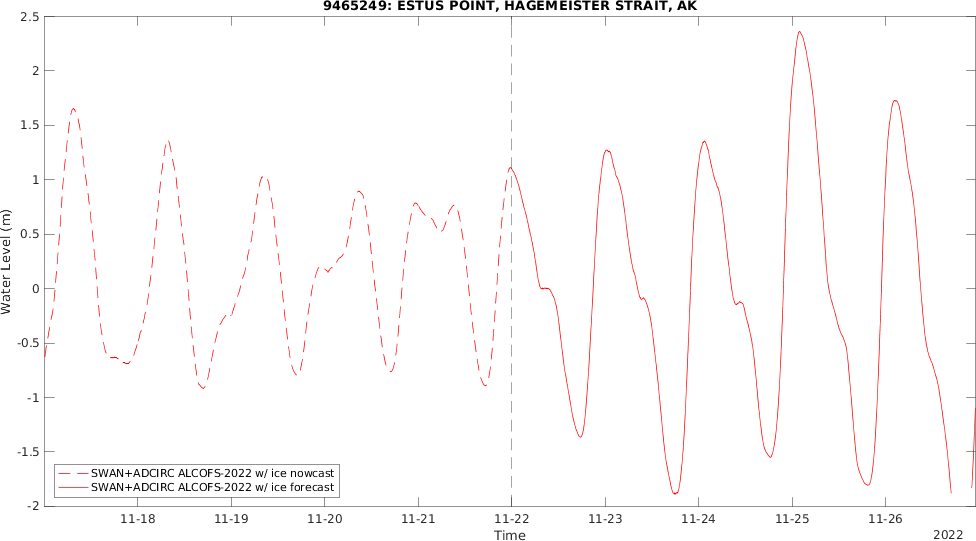 9465249: ESTUS POINT, HAGEMEISTER STRAIT, AK
2.5
2
1.5
1
0.5
0
-0.5
-1
-1.5
-2
Water Level (m)
SWAN+ADCIRC ALCOFS-2022 w/ ice nowcast
SWAN+ADCIRC ALCOFS-2022 w/ ice forecast
11-18 11-19 11-20 11-21 11-22 11-23 11-24 11-25 11-26
Time
2022